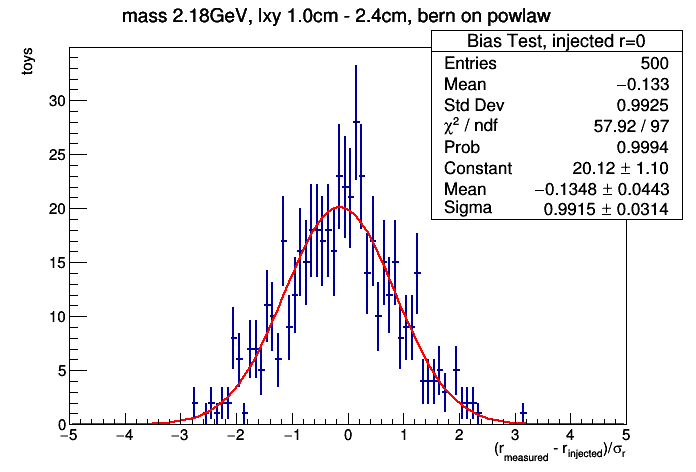 mass 2.18GeV, lxy 1.0cm - 2.4cm, bern on powlaw
Bias Test, injected r=0
Entries 500
Mean −0.133
Std Dev 0.9925
χ² / ndf 57.92 / 97
Prob 0.9994
Constant 20.12 ± 1.10
Mean −0.1348 ± 0.0443
Sigma 0.9915 ± 0.0314
toys
30
25
20
15
10
5
0
−5 −4 −3 −2 −1 0 1 2 3 4 5
(r_measured - r_injected)/σ_r